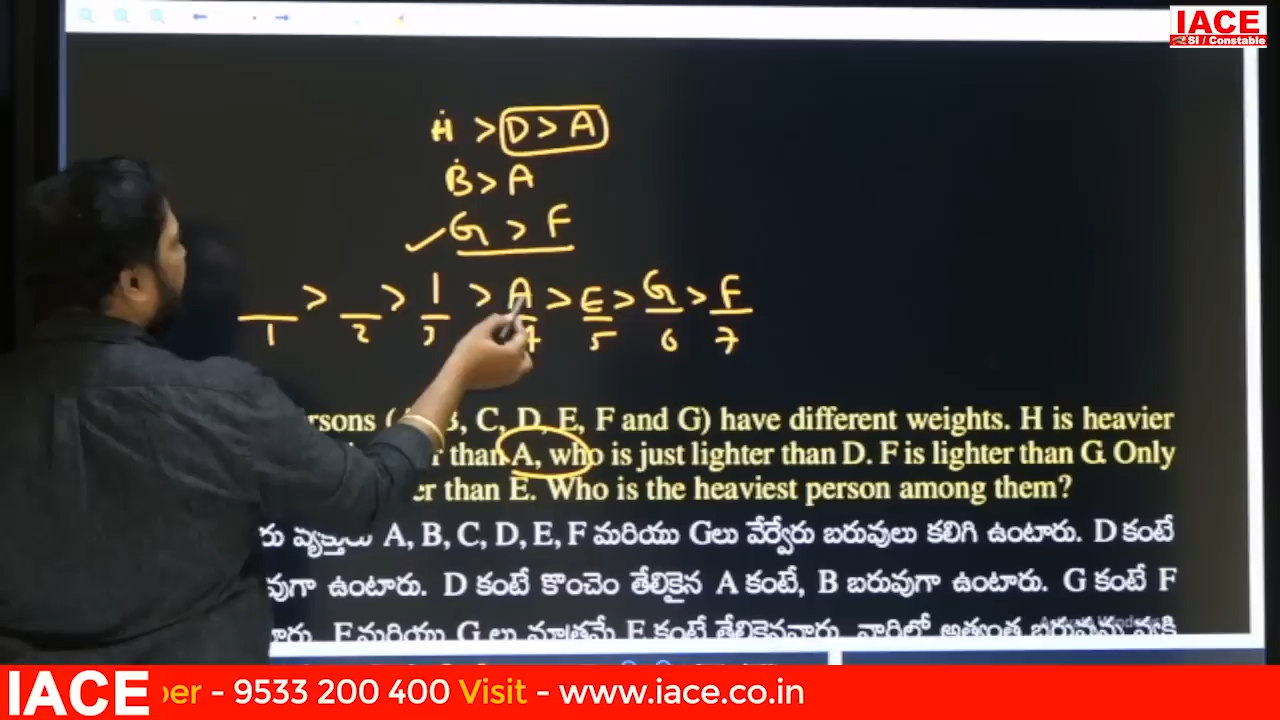 IACE
SI / Constable
H > D > A
B > A
G > F
> > 1 > A > E > G > F
1 2 3 4 5 6 7
B, C, D, E, F and G) have different weights. H is heavier
than A, who is just lighter than D. F is lighter than G. Only
than E. Who is the heaviest person among them?
A, B, C, D, E, F మరియు Gలు వేర్వేరు బరువులు కలిగి ఉంటారు. D కంటే
ఉంటారు. D కంటే కొంచెం తేలికైన A కంటే, B బరువుగా ఉంటారు. G కంటే F
మరియు G లు మాత్రమే E కంటే
IACE - 9533 200 400 Visit - www.iace.co.in